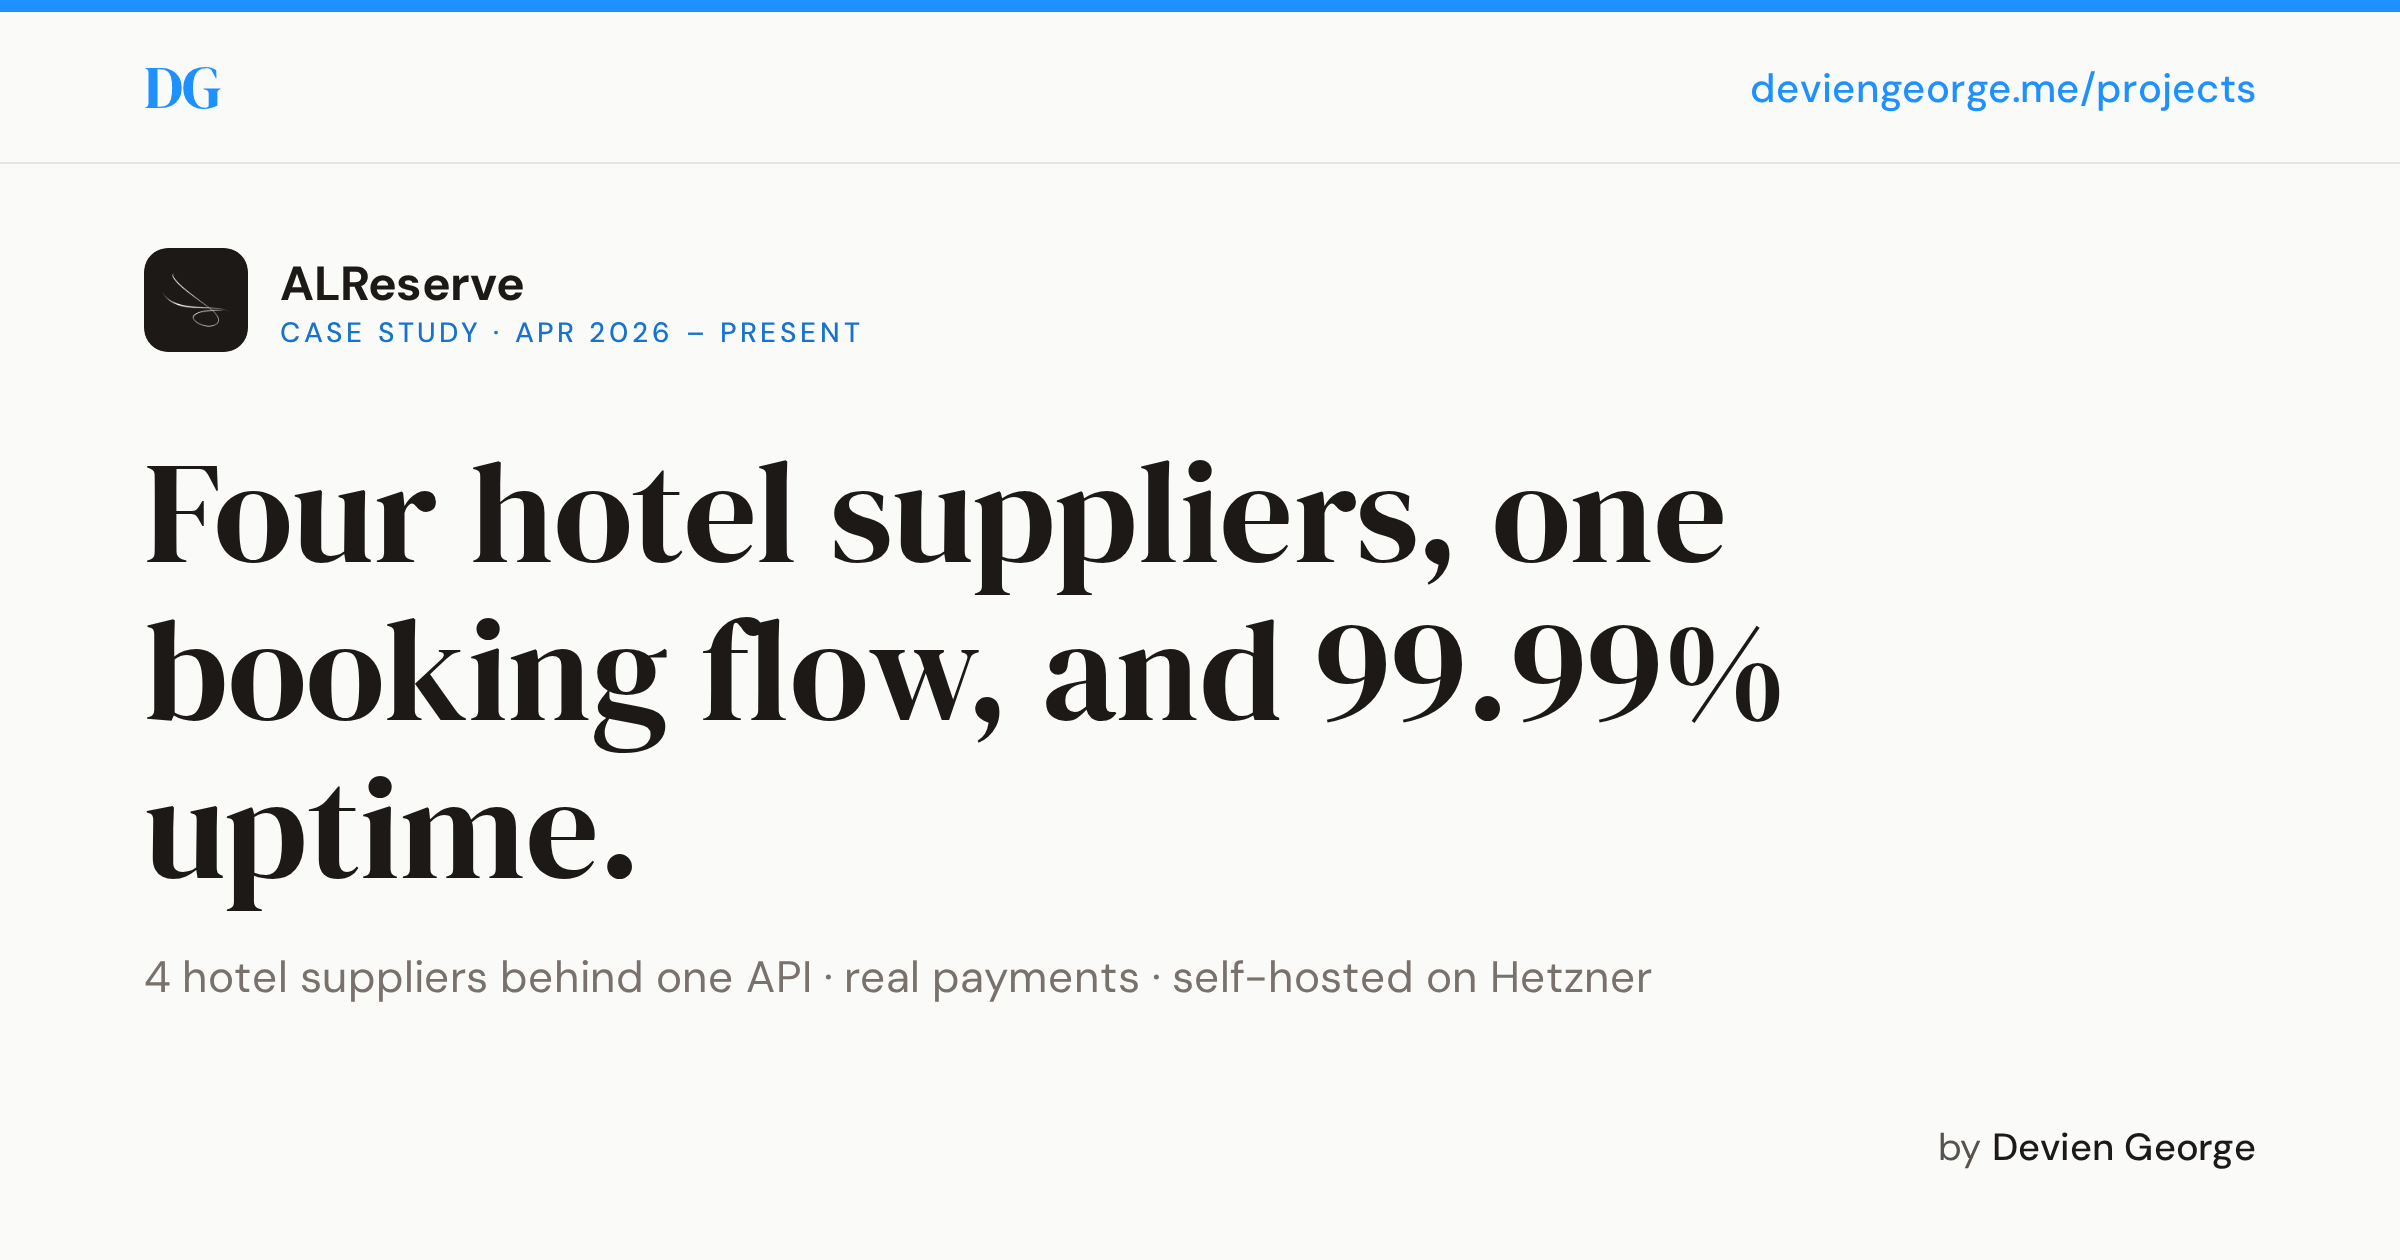 DG
deviengeorge.me/projects
ALReserve
CASE STUDY · APR 2026 – PRESENT
Four hotel suppliers, one
booking flow, and 99.99%
uptime.
4 hotel suppliers behind one API · real payments · self-hosted on Hetzner
by Devien George